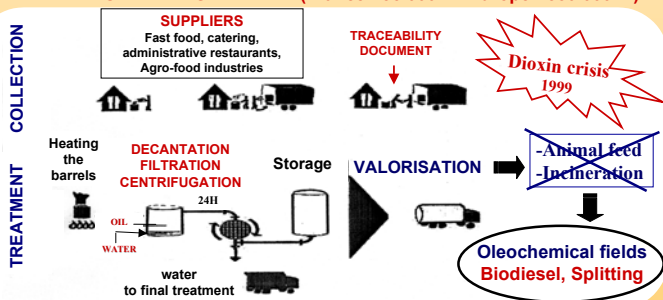 SUPPLIERS
Fast food, catering,
administrative restaurants,
Agro-food industries
TRACEABILITY
DOCUMENT
Dioxin crisis
1999
COLLECTION
Heating
the
barrels
DECANTATION
FILTRATION
CENTRIFUGATION
24H
Storage
VALORISATION
-Animal feed
-Incineration
OIL
WATER
TREATMENT
water
to final treatment
Oleochemical fields
Biodiesel, Splitting